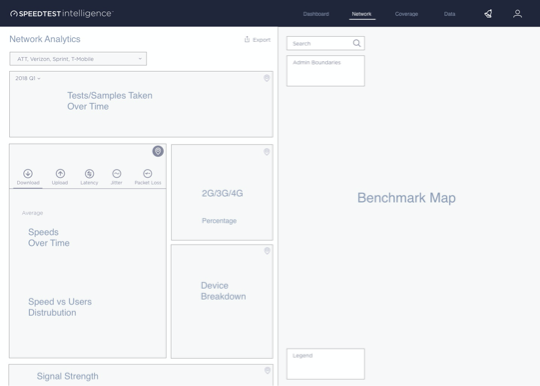 SPEEDTEST intelligence™
Dashboard
Network
Coverage
Data
Network Analytics
Export
ATT, Verizon, Sprint, T-Mobile
2018 Q1
Tests/Samples Taken
Over Time
Download
Upload
Latency
Jitter
Packet Loss
Average
Speeds
Over Time
Speed vs Users
Distrubution
2G/3G/4G
Percentage
Device
Breakdown
Signal Strength
Search
Admin Boundaries
Benchmark Map
Legend